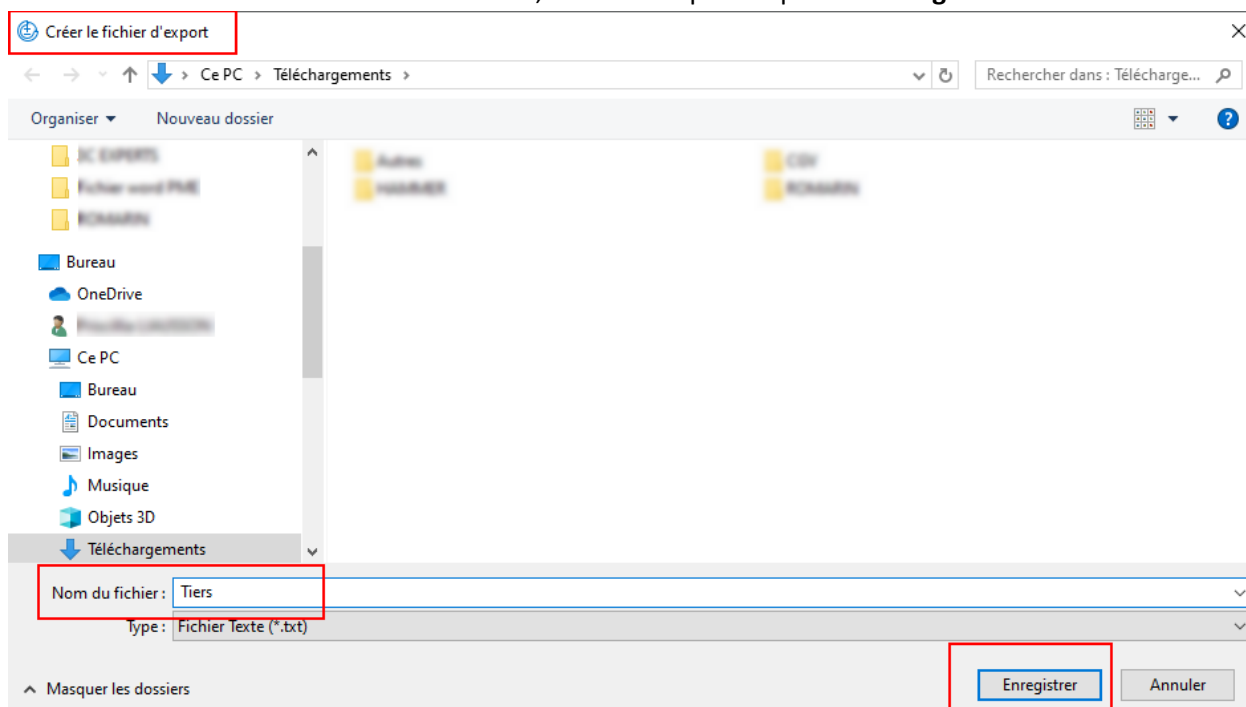 Créer le fichier d'export
Ce PC > Téléchargements >
Rechercher dans : Télécharge...
Organiser
Nouveau dossier
Bureau
OneDrive
Ce PC
Bureau
Documents
Images
Musique
Objets 3D
Téléchargements
Nom du fichier : Tiers
Type : Fichier Texte (*.txt)
Masquer les dossiers
Enregistrer
Annuler